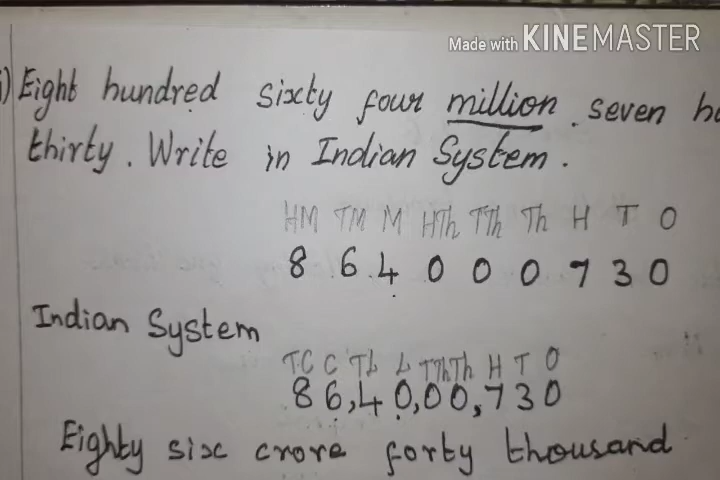 Made with KINEMASTER
i) Eight hundred sixty four million seven
thirty. Write in Indian System.
HM TM M HTh TTh Th H T O
8 6 4 0 0 0 7 3 0
Indian System
TC C TL L TTh Th H T O
86,40,00,730
Eighty six crore forty thousand